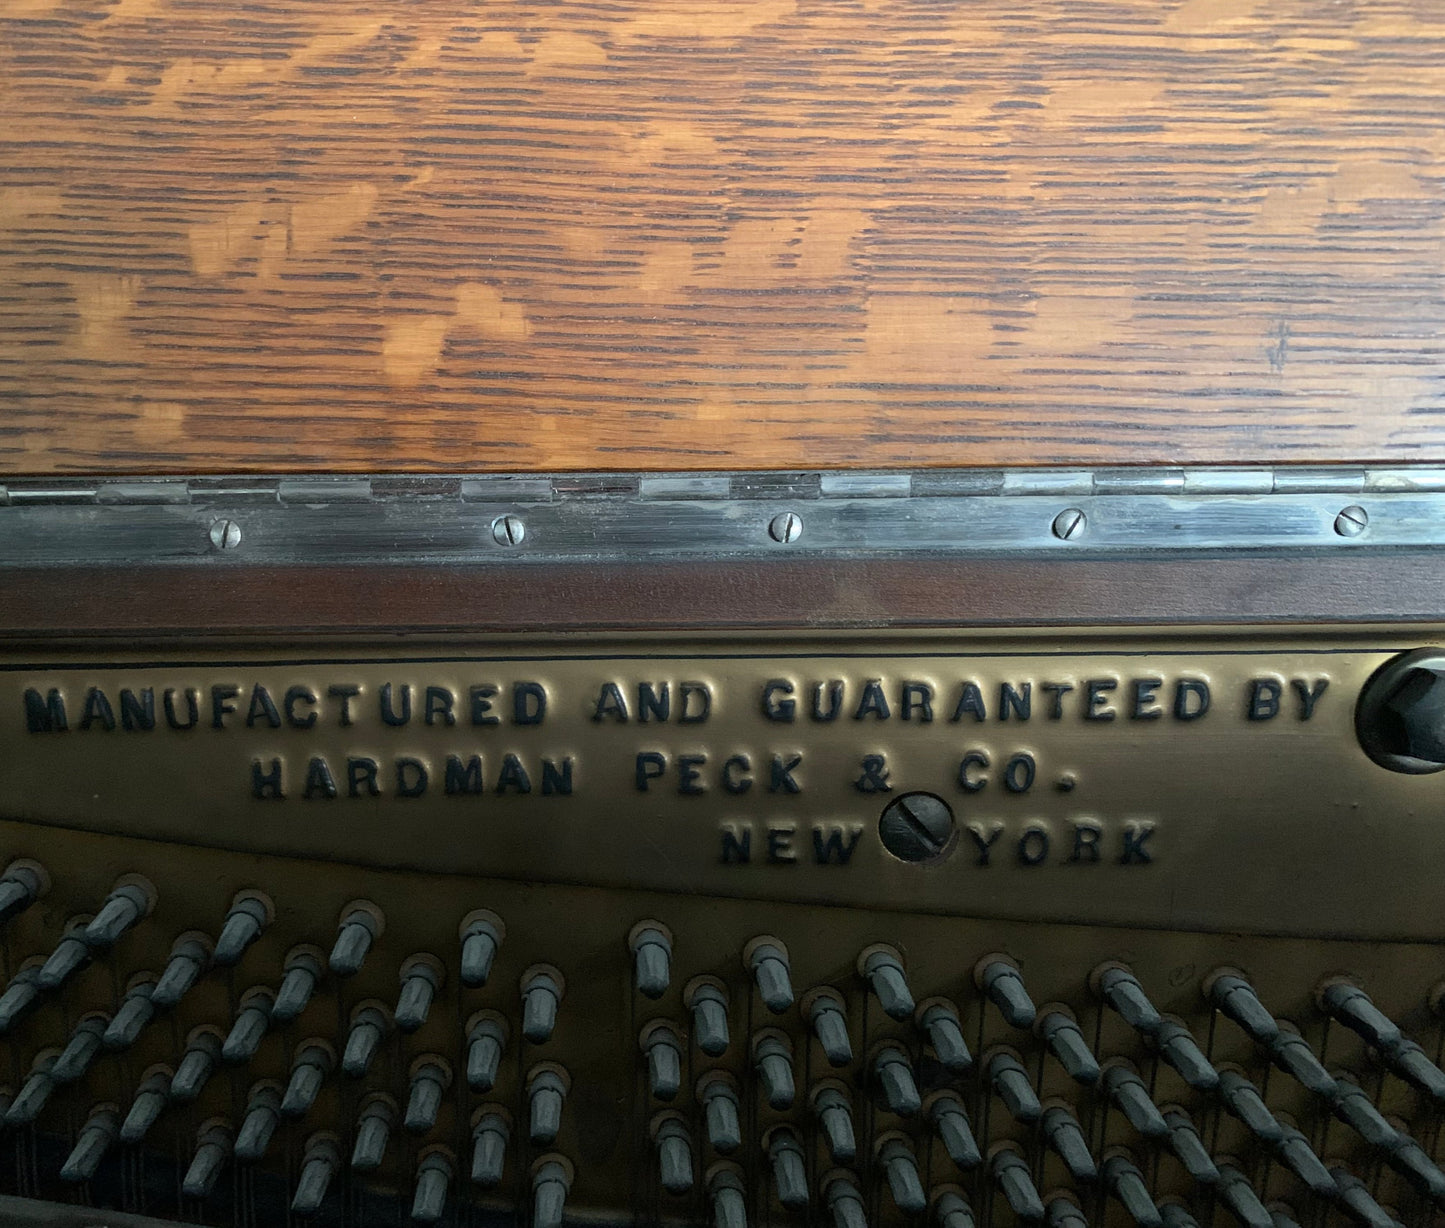 MANUFACTURED AND GUARANTEED BY
HARDMAN PECK & CO.
NEW YORK